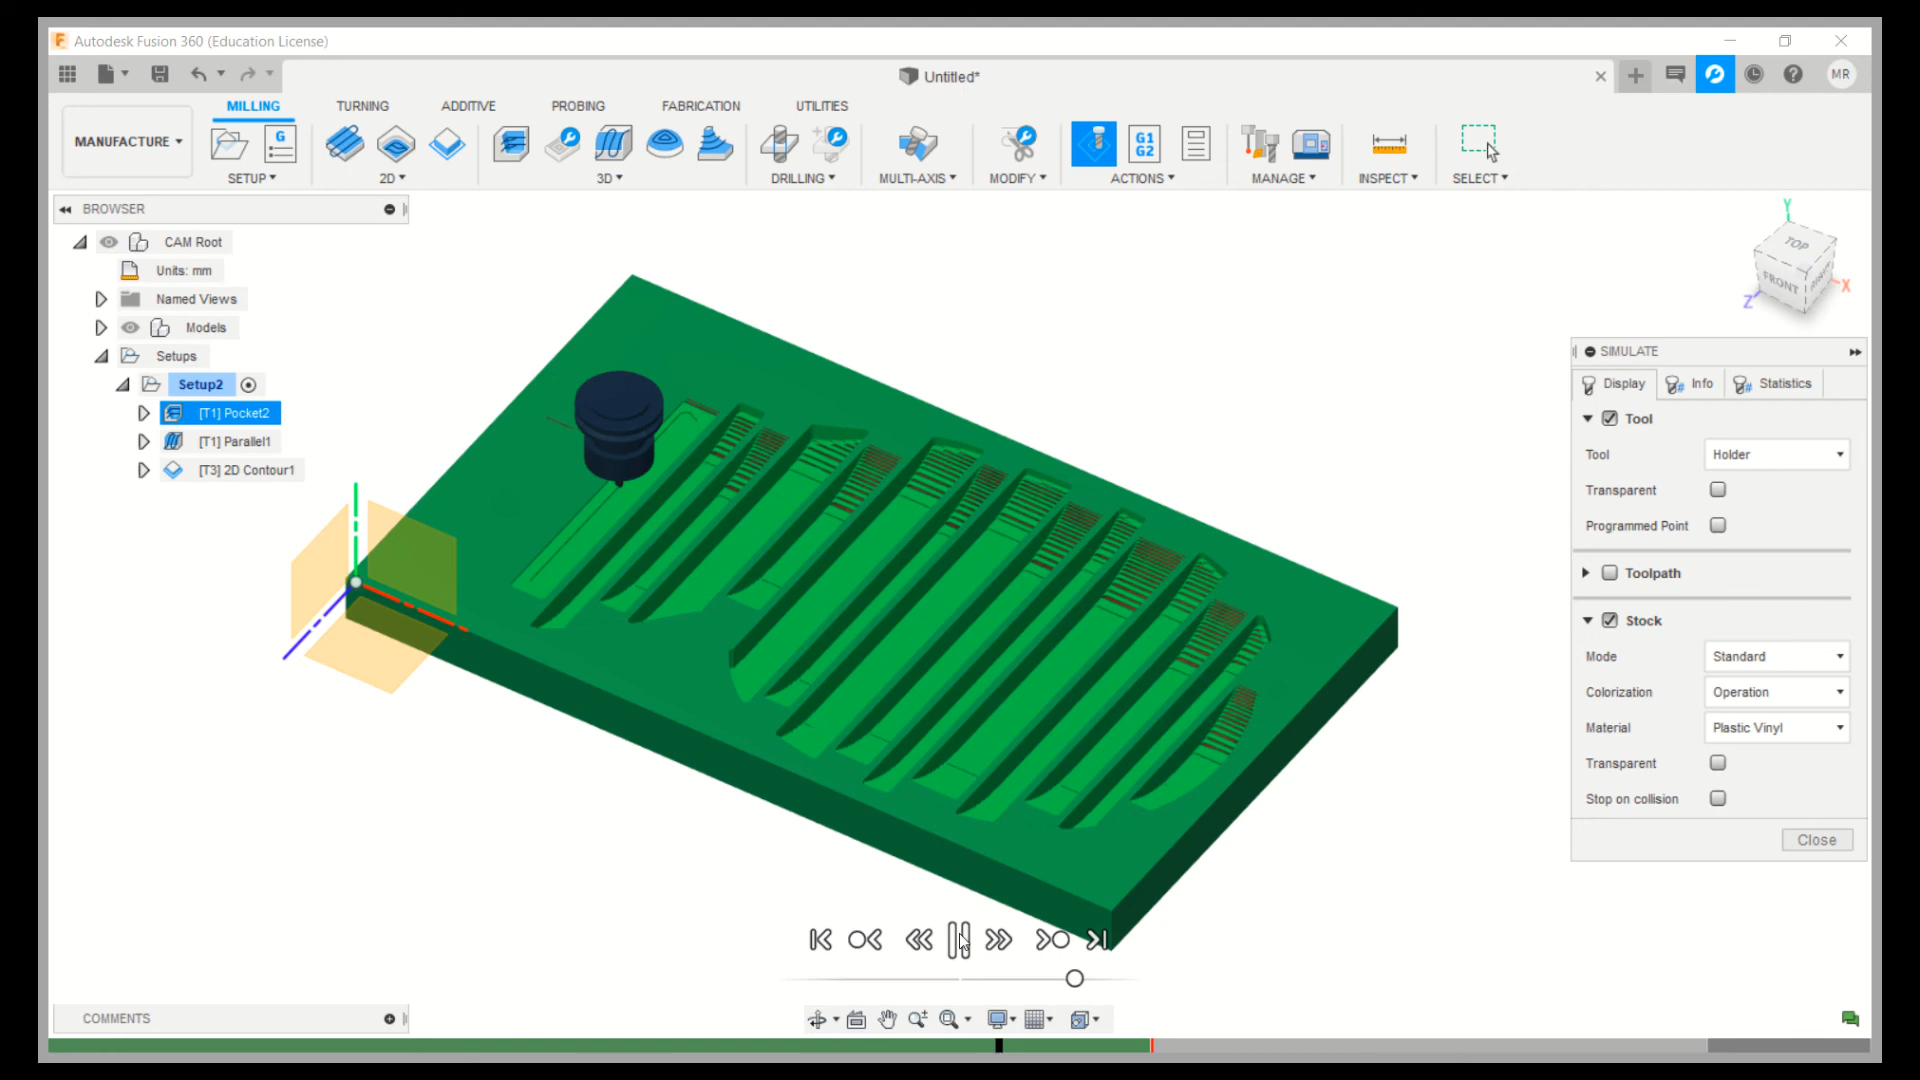 Autodesk Fusion 360 (Education License)
Untitled*
MR
MILLING TURNING ADDITIVE PROBING FABRICATION UTILITIES
MANUFACTURE
G
G1
G2
SETUP 2D 3D DRILLING MULTI-AXIS MODIFY ACTIONS MANAGE INSPECT SELECT
BROWSER
CAM Root
Units: mm
Named Views
Models
Setups
Setup2
[T1] Pocket2
[T1] Parallel1
[T3] 2D Contour1
Y
TOP
FRONT
RIGHT
X
Z
SIMULATE
Display Info Statistics
Tool
Tool Holder
Transparent
Programmed Point
Toolpath
Stock
Mode Standard
Colorization Operation
Material Plastic Vinyl
Transparent
Stop on collision
Close
COMMENTS